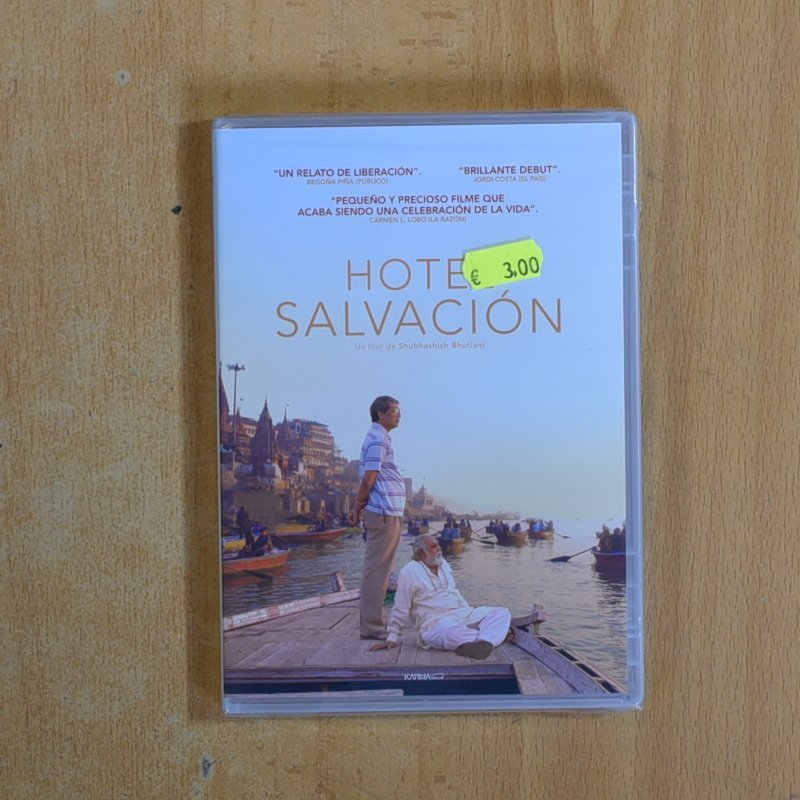 "UN RELATO DE LIBERACIÓN".
BEGOÑA PIÑA (PÚBLICO)
"BRILLANTE DEBUT".
JORDI COSTA (EL PAÍS)
"PEQUEÑO Y PRECIOSO FILME QUE
ACABA SIENDO UNA CELEBRACIÓN DE LA VIDA".
CARMEN L. LOBO (LA RAZÓN)
HOTEL
€ 3.00
SALVACIÓN
Un film de Shubhashish Bhutiani
KARMA